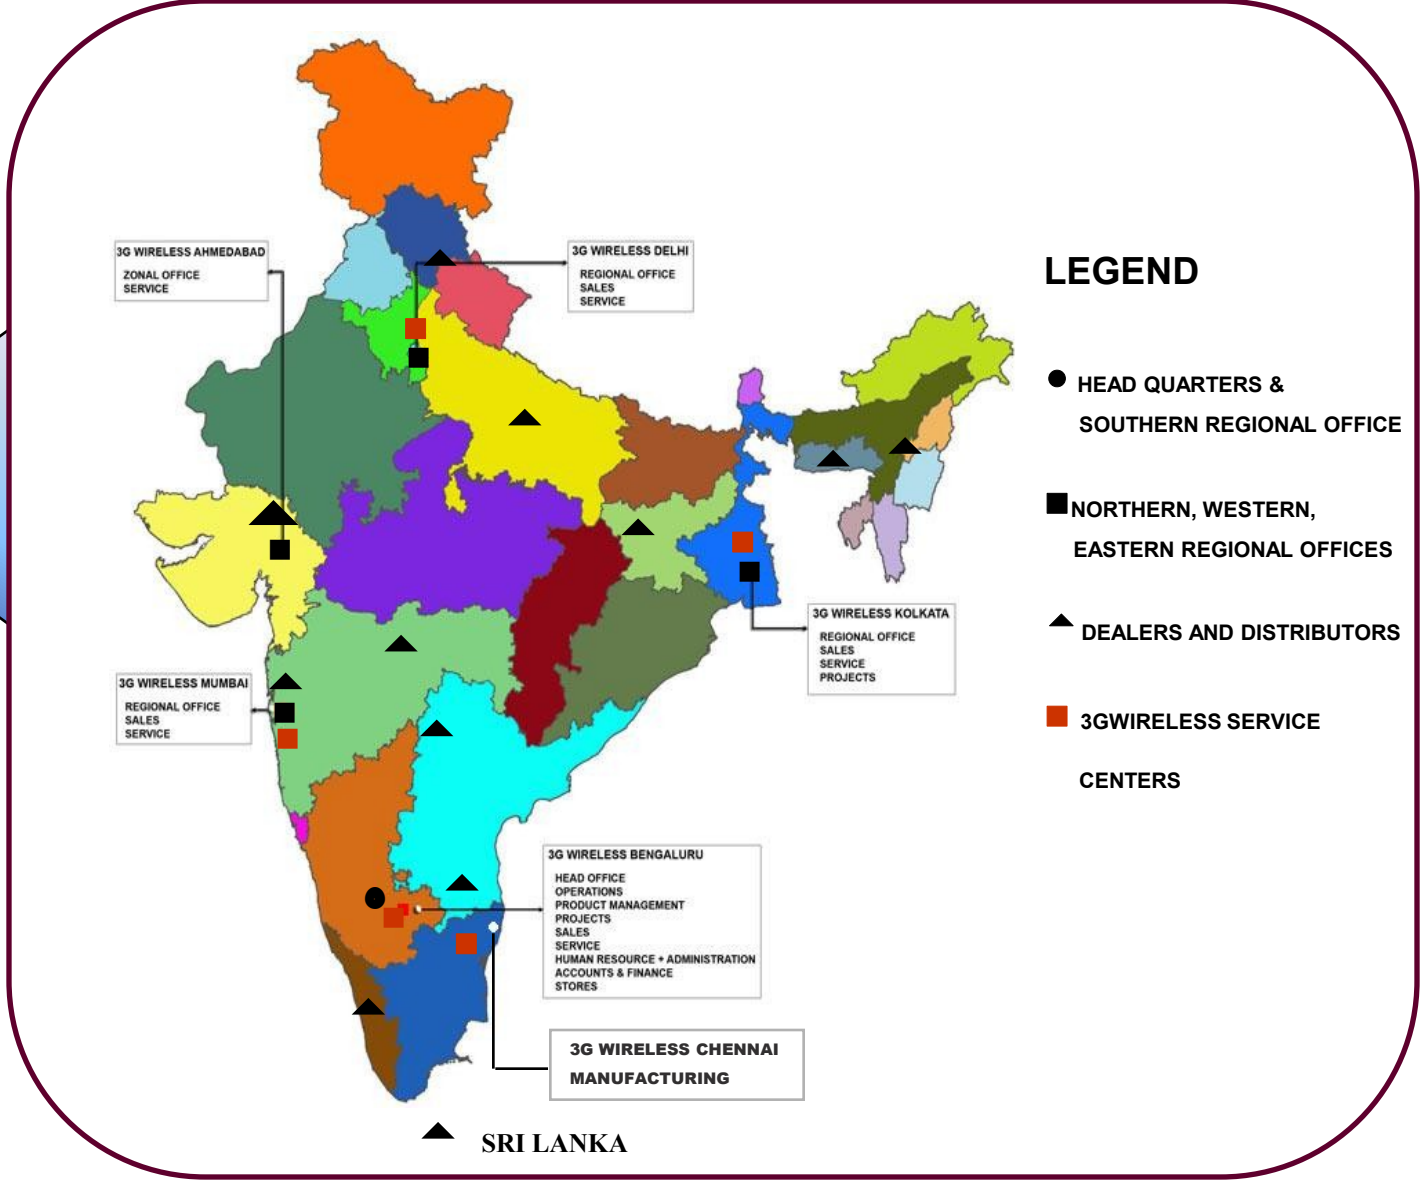 3G WIRELESS AHMEDABAD
ZONAL OFFICE
SERVICE
3G WIRELESS DELHI
REGIONAL OFFICE
SALES
SERVICE
3G WIRELESS KOLKATA
REGIONAL OFFICE
SALES
SERVICE
PROJECTS
3G WIRELESS MUMBAI
REGIONAL OFFICE
SALES
SERVICE
3G WIRELESS BENGALURU
HEAD OFFICE
OPERATIONS
PRODUCT MANAGEMENT
PROJECTS
SALES
SERVICE
HUMAN RESOURCE + ADMINISTRATION
ACCOUNTS & FINANCE
STORES
3G WIRELESS CHENNAI
MANUFACTURING
SRI LANKA
LEGEND
HEAD QUARTERS &
SOUTHERN REGIONAL OFFICE
NORTHERN, WESTERN,
EASTERN REGIONAL OFFICES
DEALERS AND DISTRIBUTORS
3GWIRELESS SERVICE
CENTERS